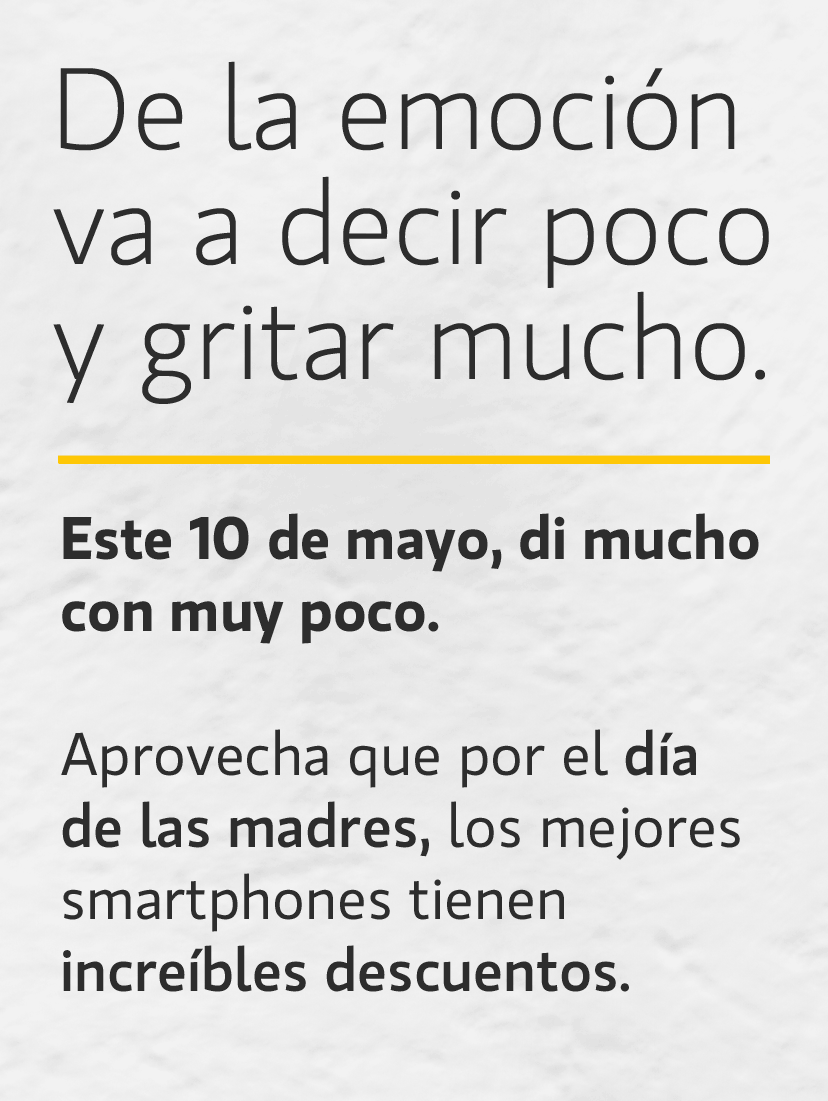 De la emoción
va a decir poco
y gritar mucho.
Este 10 de mayo, di mucho
con muy poco.
Aprovecha que por el día
de las madres, los mejores
smartphones tienen
increíbles descuentos.